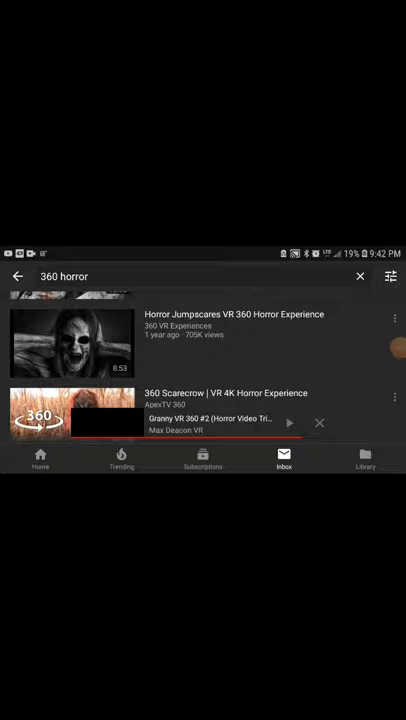 68°
LTE
19%
9:42 PM
360 horror
Horror Jumpscares VR 360 Horror Experience
360 VR Experiences
1 year ago · 705K views
8:53
360 Scarecrow | VR 4K Horror Experience
ApexTV 360
360
Granny VR 360 #2 (Horror Video Tri...
Max Deacon VR
Home
Trending
Subscriptions
Inbox
Library